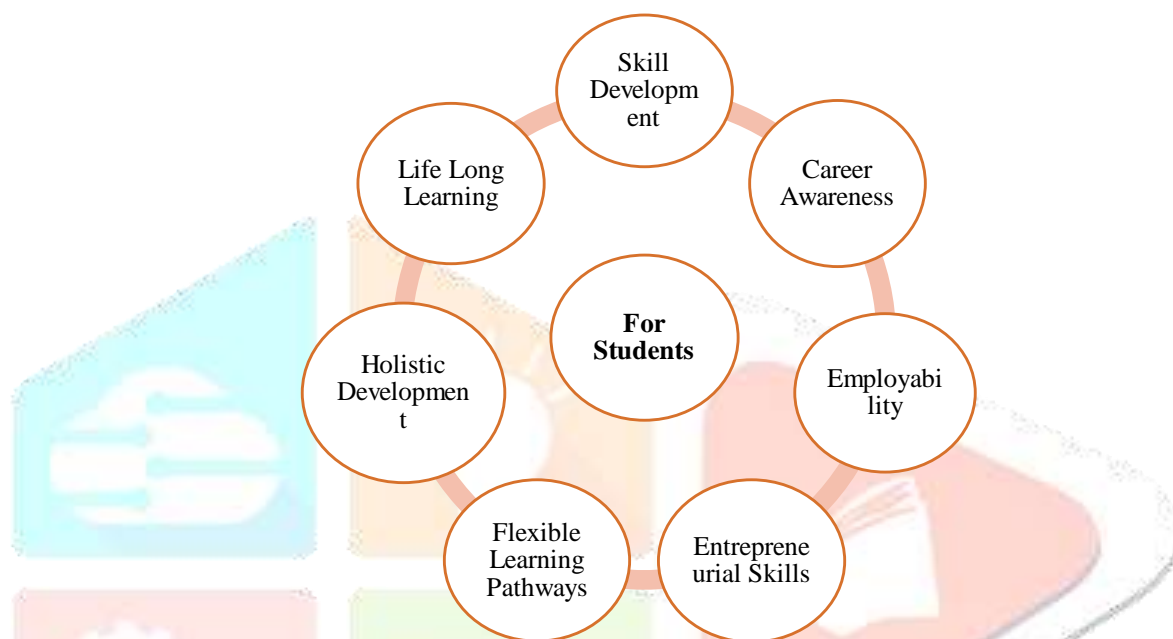 Skill
Developm
ent
Career
Awareness
Employabi
lity
Entreprene
urial Skills
Flexible
Learning
Pathways
Holistic
Developmen
t
Life Long
Learning
For
Students